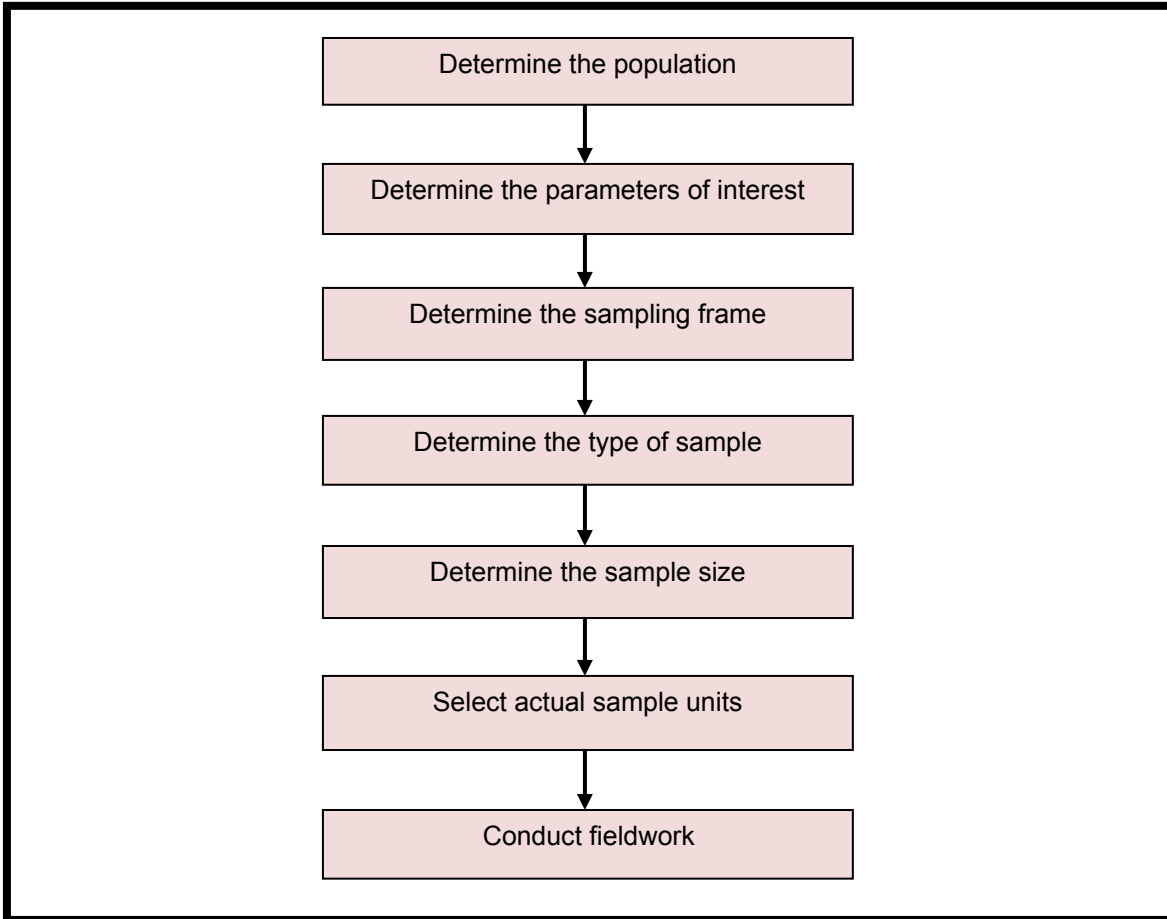 Determine the population
Determine the parameters of interest
Determine the sampling frame
Determine the type of sample
Determine the sample size
Select actual sample units
Conduct fieldwork